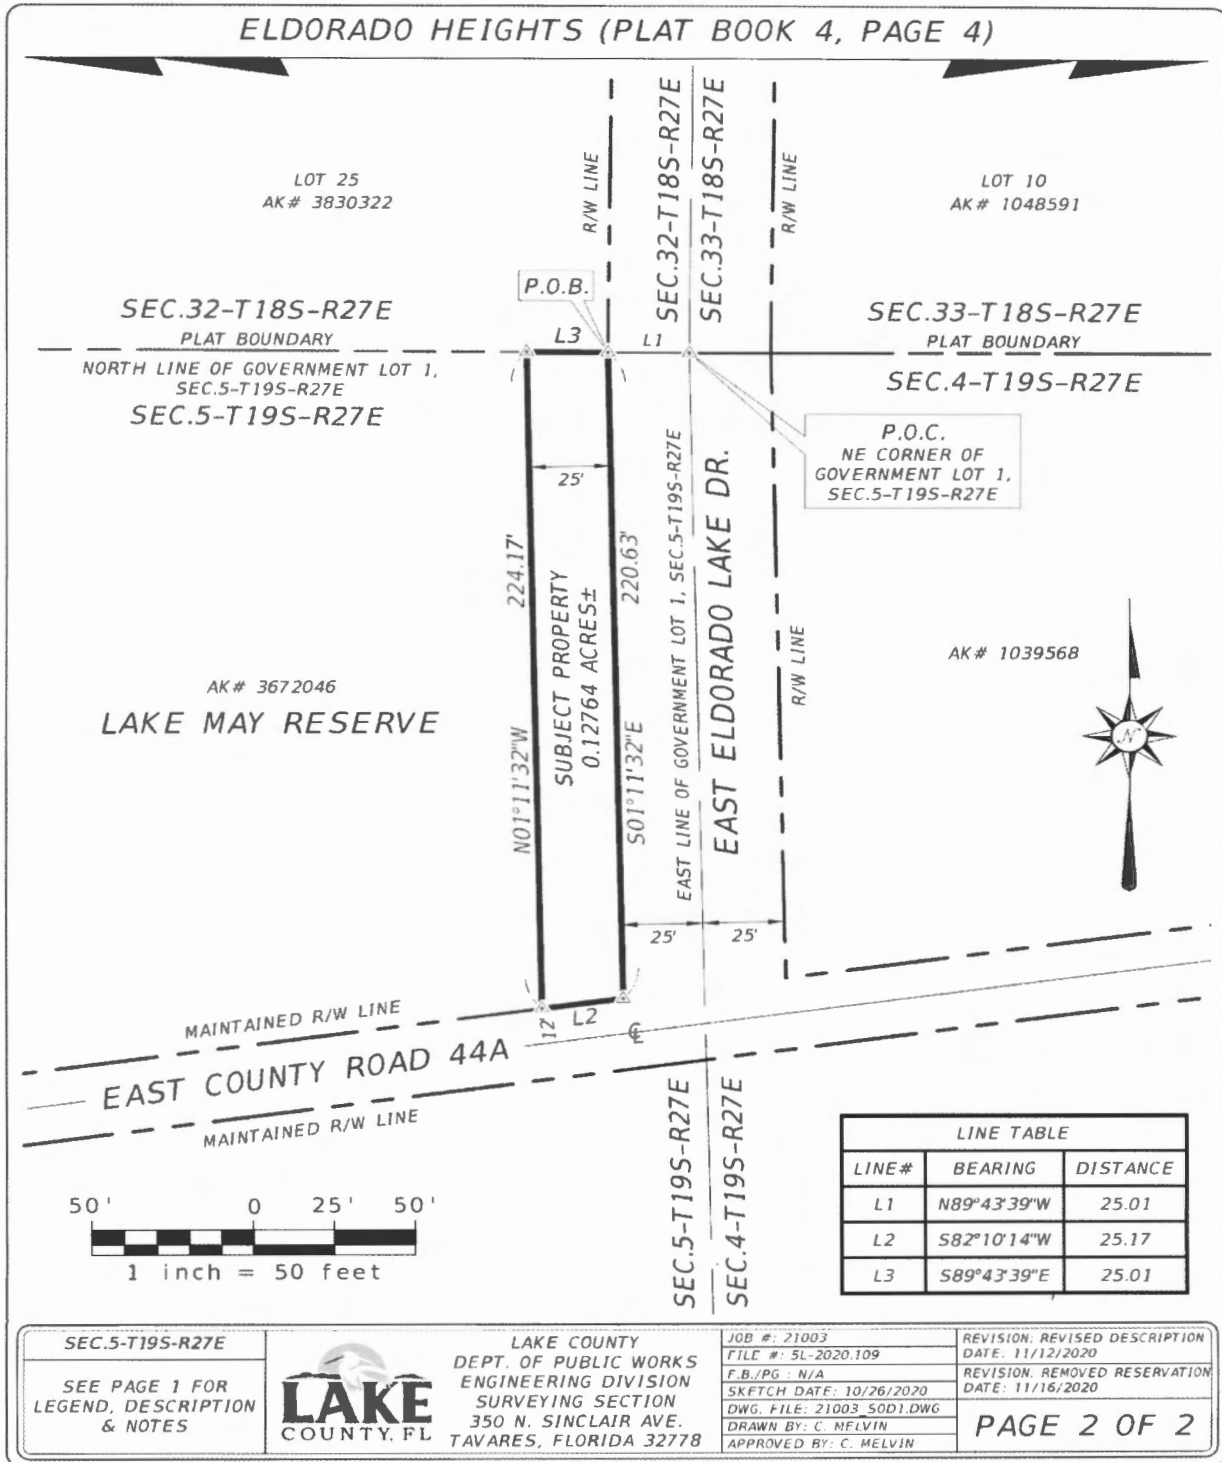 ELDORADO HEIGHTS (PLAT BOOK 4, PAGE 4)
LOT 25
AK# 3830322
R/W LINE
SEC.32-T18S-R27E
SEC.33-T18S-R27E
R/W LINE
LOT 10
AK# 1048591
P.O.B.
SEC.32-T18S-R27E
PLAT BOUNDARY
L3
L1
SEC.33-T18S-R27E
PLAT BOUNDARY
NORTH LINE OF GOVERNMENT LOT 1,
SEC.5-T19S-R27E
SEC.5-T19S-R27E
SEC.4-T19S-R27E
P.O.C.
NE CORNER OF
GOVERNMENT LOT 1,
SEC.5-T19S-R27E
25'
224.17'
N01°11'32"W
SUBJECT PROPERTY
0.12764 ACRES±
220.63'
S01°11'32"E
EAST LINE OF GOVERNMENT LOT 1, SEC.5-T19S-R27E
EAST ELDORADO LAKE DR.
R/W LINE
AK# 1039568
N
AK# 3672046
LAKE MAY RESERVE
25'
25'
MAINTAINED R/W LINE
12'
L2
℄
EAST COUNTY ROAD 44A
MAINTAINED R/W LINE
SEC.5-T19S-R27E
SEC.4-T19S-R27E
50' 0 25' 50'
1 inch = 50 feet
LINE TABLE
LINE# BEARING DISTANCE
L1 N89°43'39"W 25.01
L2 S82°10'14"W 25.17
L3 S89°43'39"E 25.01
SEC.5-T19S-R27E
SEE PAGE 1 FOR
LEGEND, DESCRIPTION
& NOTES
LAKE
COUNTY, FL
LAKE COUNTY
DEPT. OF PUBLIC WORKS
ENGINEERING DIVISION
SURVEYING SECTION
350 N. SINCLAIR AVE.
TAVARES, FLORIDA 32778
JOB #: 21003
FILE #: SL-2020.109
F.B./PG : N/A
SKETCH DATE: 10/26/2020
DWG. FILE: 21003_SOD1.DWG
DRAWN BY: C. MELVIN
APPROVED BY: C. MELVIN
REVISION: REVISED DESCRIPTION
DATE: 11/12/2020
REVISION: REMOVED RESERVATION
DATE: 11/16/2020
PAGE 2 OF 2